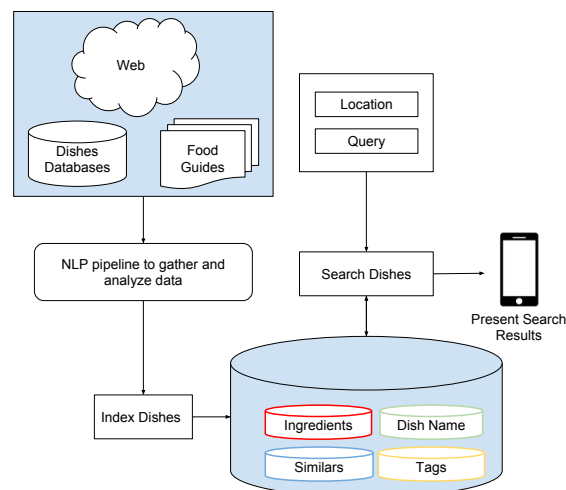 Web
Dishes
Databases
Food
Guides
Location
Query
NLP pipeline to gather and
analyze data
Search Dishes
Present Search
Results
Index Dishes
Ingredients
Dish Name
Similars
Tags